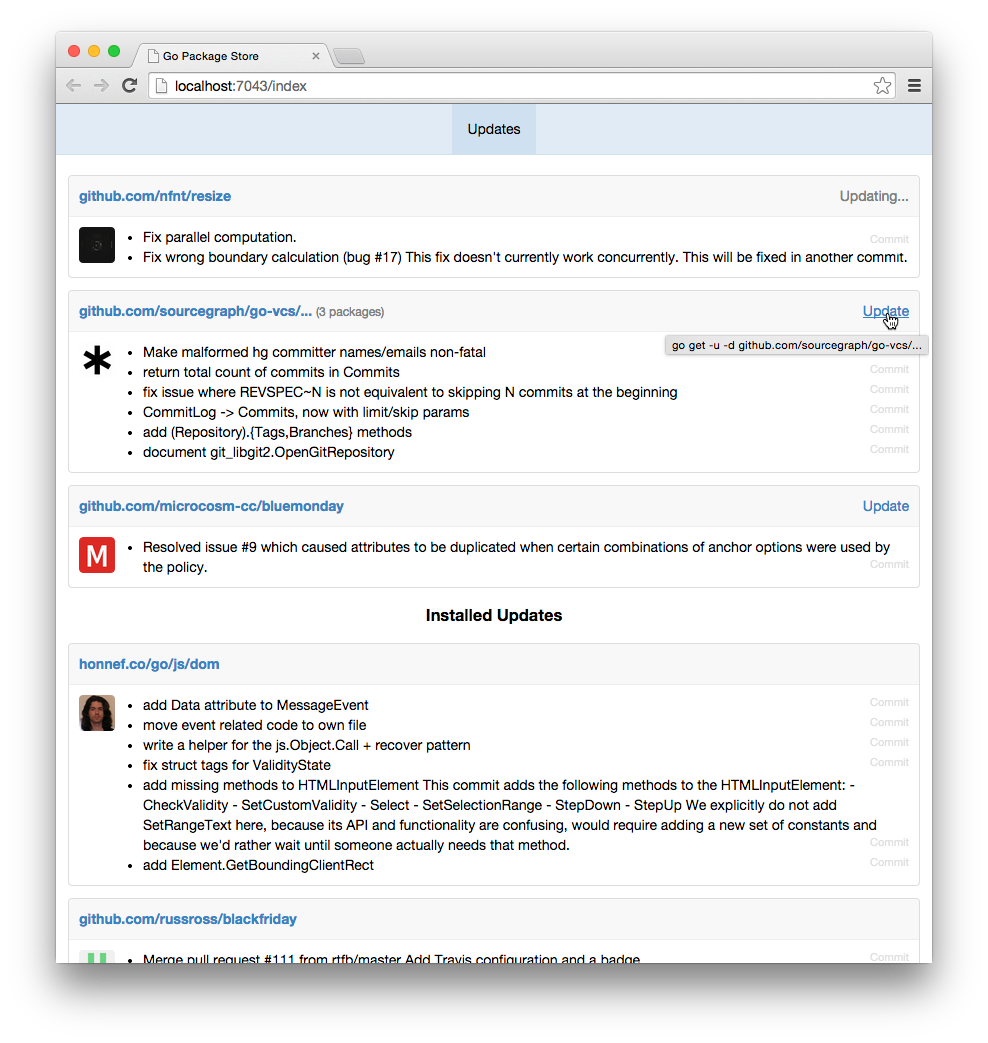 Go Package Store
localhost:7043/index
Updates
github.com/nfnt/resize
Updating...
Fix parallel computation.
Commit
Fix wrong boundary calculation (bug #17) This fix doesn't currently work concurrently. This will be fixed in another commit.
github.com/sourcegraph/go-vcs/... (3 packages)
Update
go get -u -d github.com/sourcegraph/go-vcs/...
Make malformed hg committer names/emails non-fatal
return total count of commits in Commits
Commit
fix issue where REVSPEC~N is not equivalent to skipping N commits at the beginning
Commit
CommitLog -> Commits, now with limit/skip params
Commit
add (Repository).{Tags,Branches} methods
Commit
document git_libgit2.OpenGitRepository
Commit
github.com/microcosm-cc/bluemonday
Update
M
Resolved issue #9 which caused attributes to be duplicated when certain combinations of anchor options were used by
the policy.
Commit
Installed Updates
honnef.co/go/js/dom
add Data attribute to MessageEvent
Commit
move event related code to own file
Commit
write a helper for the js.Object.Call + recover pattern
Commit
fix struct tags for ValidityState
Commit
add missing methods to HTMLInputElement This commit adds the following methods to the HTMLInputElement: -
CheckValidity - SetCustomValidity - Select - SetSelectionRange - StepDown - StepUp We explicitly do not add
SetRangeText here, because its API and functionality are confusing, would require adding a new set of constants and
because we'd rather wait until someone actually needs that method.
Commit
add Element.GetBoundingClientRect
Commit
github.com/russross/blackfriday
Merge pull request #111 from rtfb/master Add Travis configuration and a badge
Commit